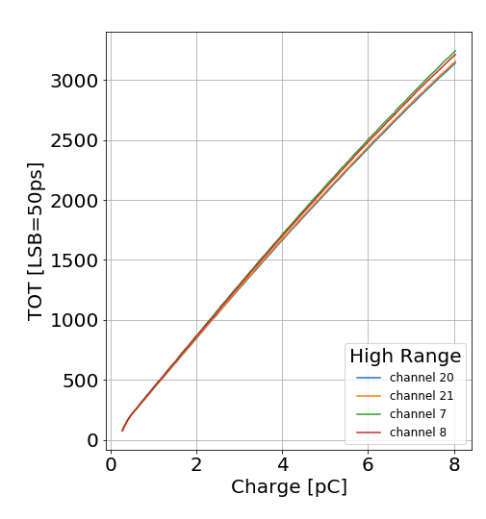 TOT [LSB=50ps]
3000
2500
2000
1500
1000
500
0
High Range
channel 20
channel 21
channel 7
channel 8
0 2 4 6 8
Charge [pC]